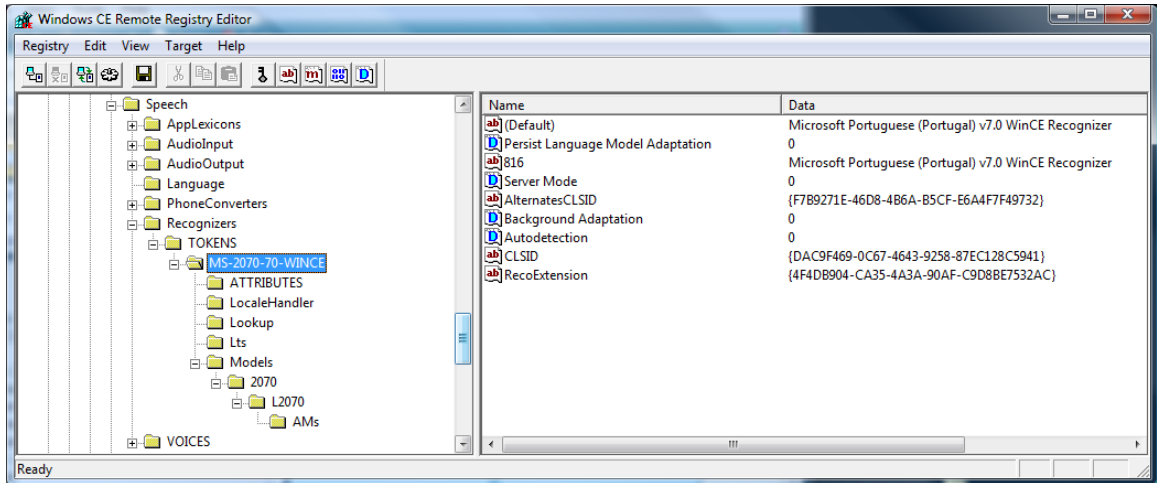 Windows CE Remote Registry Editor
Registry Edit View Target Help
Speech
AppLexicons
AudioInput
AudioOutput
Language
PhoneConverters
Recognizers
TOKENS
MS-2070-70-WINCE
ATTRIBUTES
LocaleHandler
Lookup
Lts
Models
2070
L2070
AMs
VOICES
Name Data
(Default) Microsoft Portuguese (Portugal) v7.0 WinCE Recognizer
Persist Language Model Adaptation 0
816 Microsoft Portuguese (Portugal) v7.0 WinCE Recognizer
Server Mode 0
AlternatesCLSID {F7B9271E-46D8-4B6A-B5CF-E6A4F7F49732}
Background Adaptation 0
Autodetection 0
CLSID {DAC9F469-0C67-4643-9258-87EC128C5941}
RecoExtension {4F4DB904-CA35-4A3A-90AF-C9D8BE7532AC}
Ready